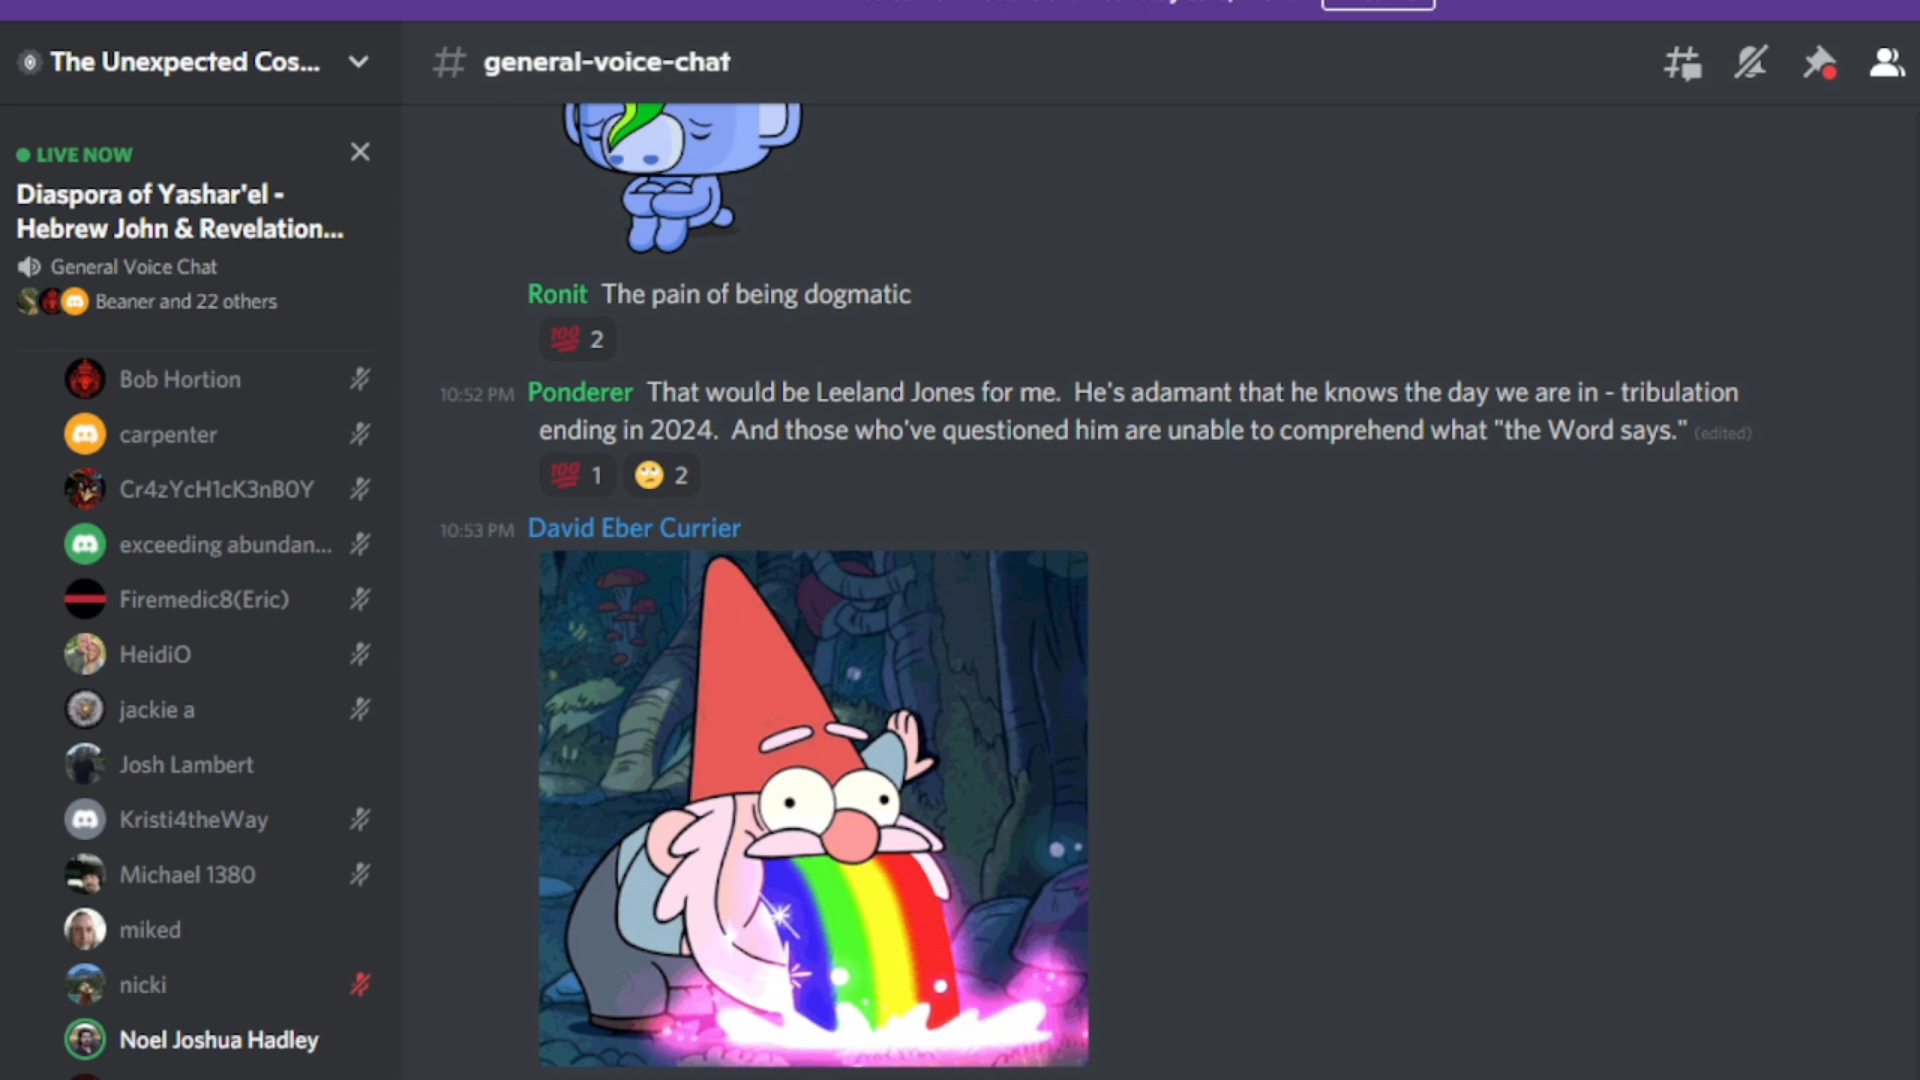 The Unexpected Cos...
# general-voice-chat
LIVE NOW
Diaspora of Yashar'el -
Hebrew John & Revelation...
General Voice Chat
Beaner and 22 others
Bob Hortion
carpenter
Cr4zYcH1cK3nB0Y
exceeding abundan...
Firemedic8(Eric)
HeidiO
jackie a
Josh Lambert
Kristi4theWay
Michael 1380
miked
nicki
Noel Joshua Hadley
Ronit The pain of being dogmatic
100 2
10:52 PM Ponderer That would be Leeland Jones for me. He's adamant that he knows the day we are in - tribulation
ending in 2024. And those who've questioned him are unable to comprehend what "the Word says." (edited)
100 1 2
10:53 PM David Eber Currier